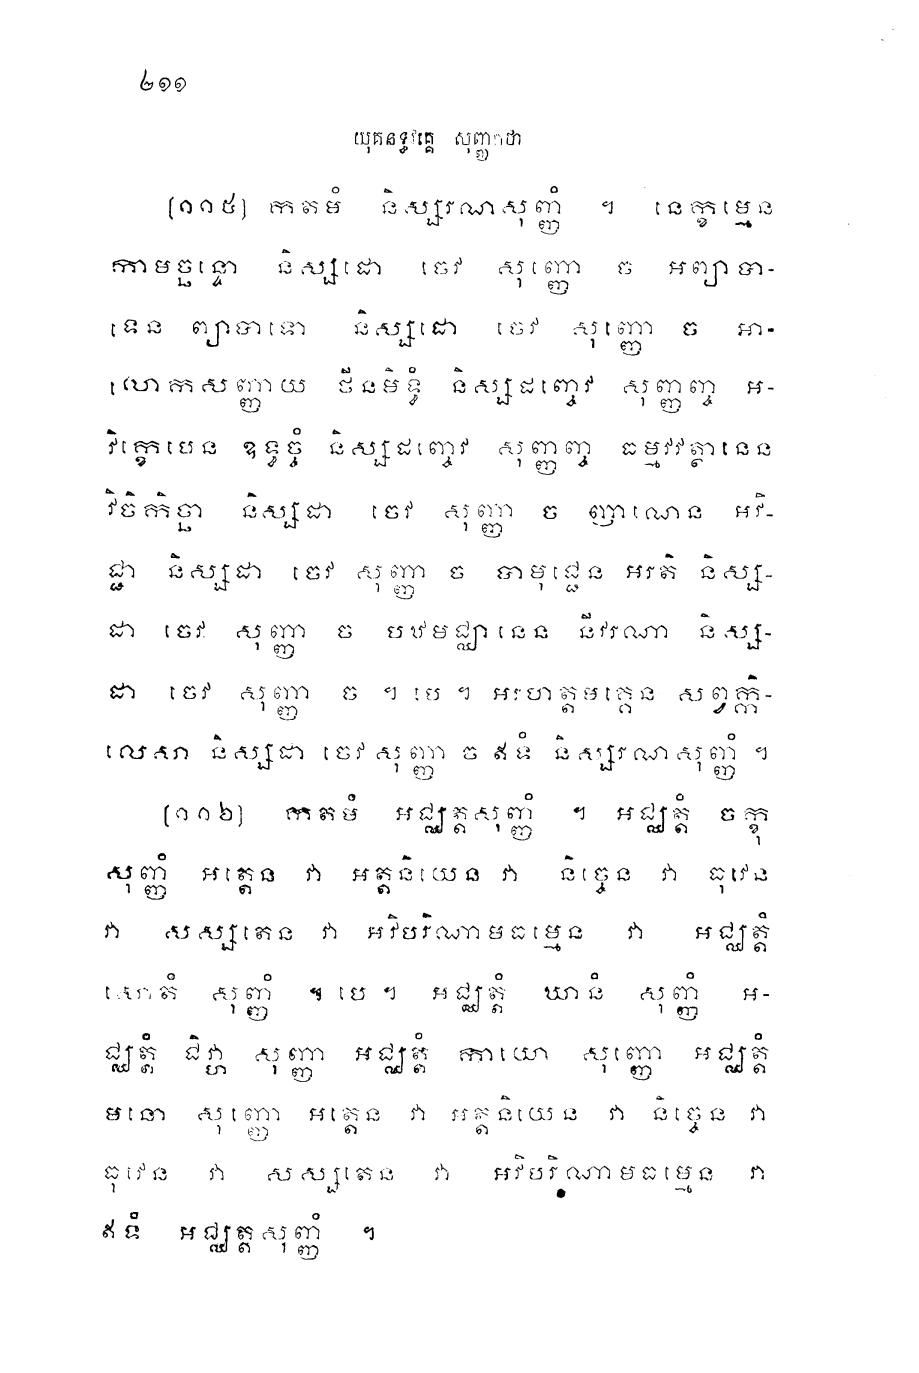 ២១១
យុគនទ្ធវគ្គេ សុញ្ញកថា
[១១៥] កតមំ និស្សរណសុញ្ញំ ។ នេក្ខម្មេន
កាមច្ឆន្ទោ និស្សដោ ចេវ សុញ្ញោ ច អព្យាបា-
ទេន ព្យាបាទោ និស្សដោ ចេវ សុញ្ញោ ច អា-
លោកសញ្ញាយ ថីនមិទ្ធំ និស្សដញ្ចេវ សុញ្ញញ្ច អ-
វិក្ខេបេន ឧទ្ធច្ចំ និស្សដញ្ចេវ សុញ្ញញ្ច ធម្មវវត្ថានេន
វិចិកិច្ឆា និស្សដា ចេវ សុញ្ញា ច ញាណេន អវិ-
ជ្ជា និស្សដា ចេវ សុញ្ញា ច បាមុជ្ជេន អរតិ និស្ស-
ដា ចេវ សុញ្ញា ច បឋមជ្ឈានេន នីវរណា និស្ស-
ដា ចេវ សុញ្ញា ច ។ បេ ។ អរហត្តមគ្គេន សព្វក្កិ-
លេសា និស្សដា ចេវ សុញ្ញា ច ឥទំ និស្សរណសុញ្ញំ ។
[១១៦] កតមំ អជ្ឈត្តសុញ្ញំ ។ អជ្ឈត្តំ ចក្ខុ
សុញ្ញំ អត្តេន វា អត្តនិយេន វា និច្ចេន វា ធុវេន
វា សស្សតេន វា អវិបរិណាមធម្មេន វា អជ្ឈត្តំ
សោតំ សុញ្ញំ ។ បេ ។ អជ្ឈត្តំ ឃានំ សុញ្ញំ អ-
ជ្ឈត្តំ ជិវ្ហា សុញ្ញា អជ្ឈត្តំ កាយោ សុញ្ញោ អជ្ឈត្តំ
មនោ សុញ្ញោ អត្តេន វា អត្តនិយេន វា និច្ចេន វា
ធុវេន វា សស្សតេន វា អវិបរិណាមធម្មេន វា
ឥទំ អជ្ឈត្តសុញ្ញំ ។